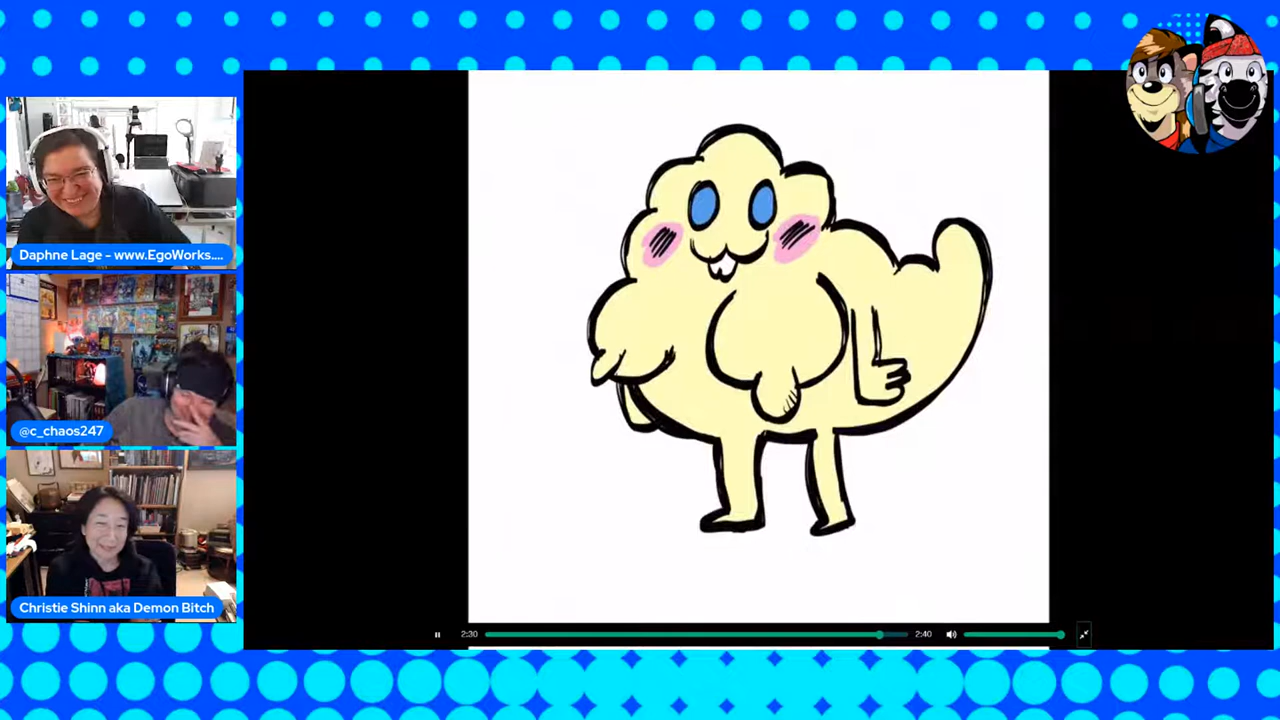 Daphne Lage - www.EgoWorks....
@c_chaos247
Christie Shinn aka Demon Bitch
2:30
2:40